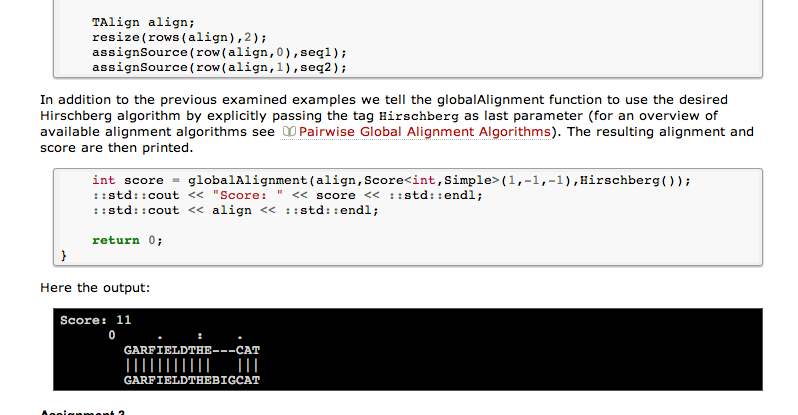 TAlign align;
resize(rows(align),2);
assignSource(row(align,0),seq1);
assignSource(row(align,1),seq2);
In addition to the previous examined examples we tell the globalAlignment function to use the desired
Hirschberg algorithm by explicitly passing the tag Hirschberg as last parameter (for an overview of
available alignment algorithms see Pairwise Global Alignment Algorithms). The resulting alignment and
score are then printed.
int score = globalAlignment(align,Score<int,Simple>(1,-1,-1),Hirschberg());
::std::cout << "Score: " << score << ::std::endl;
::std::cout << align << ::std::endl;
return 0;
}
Here the output:
Score: 11
0 . : .
GARFIELDTHE---CAT
||||||||||| |||
GARFIELDTHEBIGCAT
Assignment 2